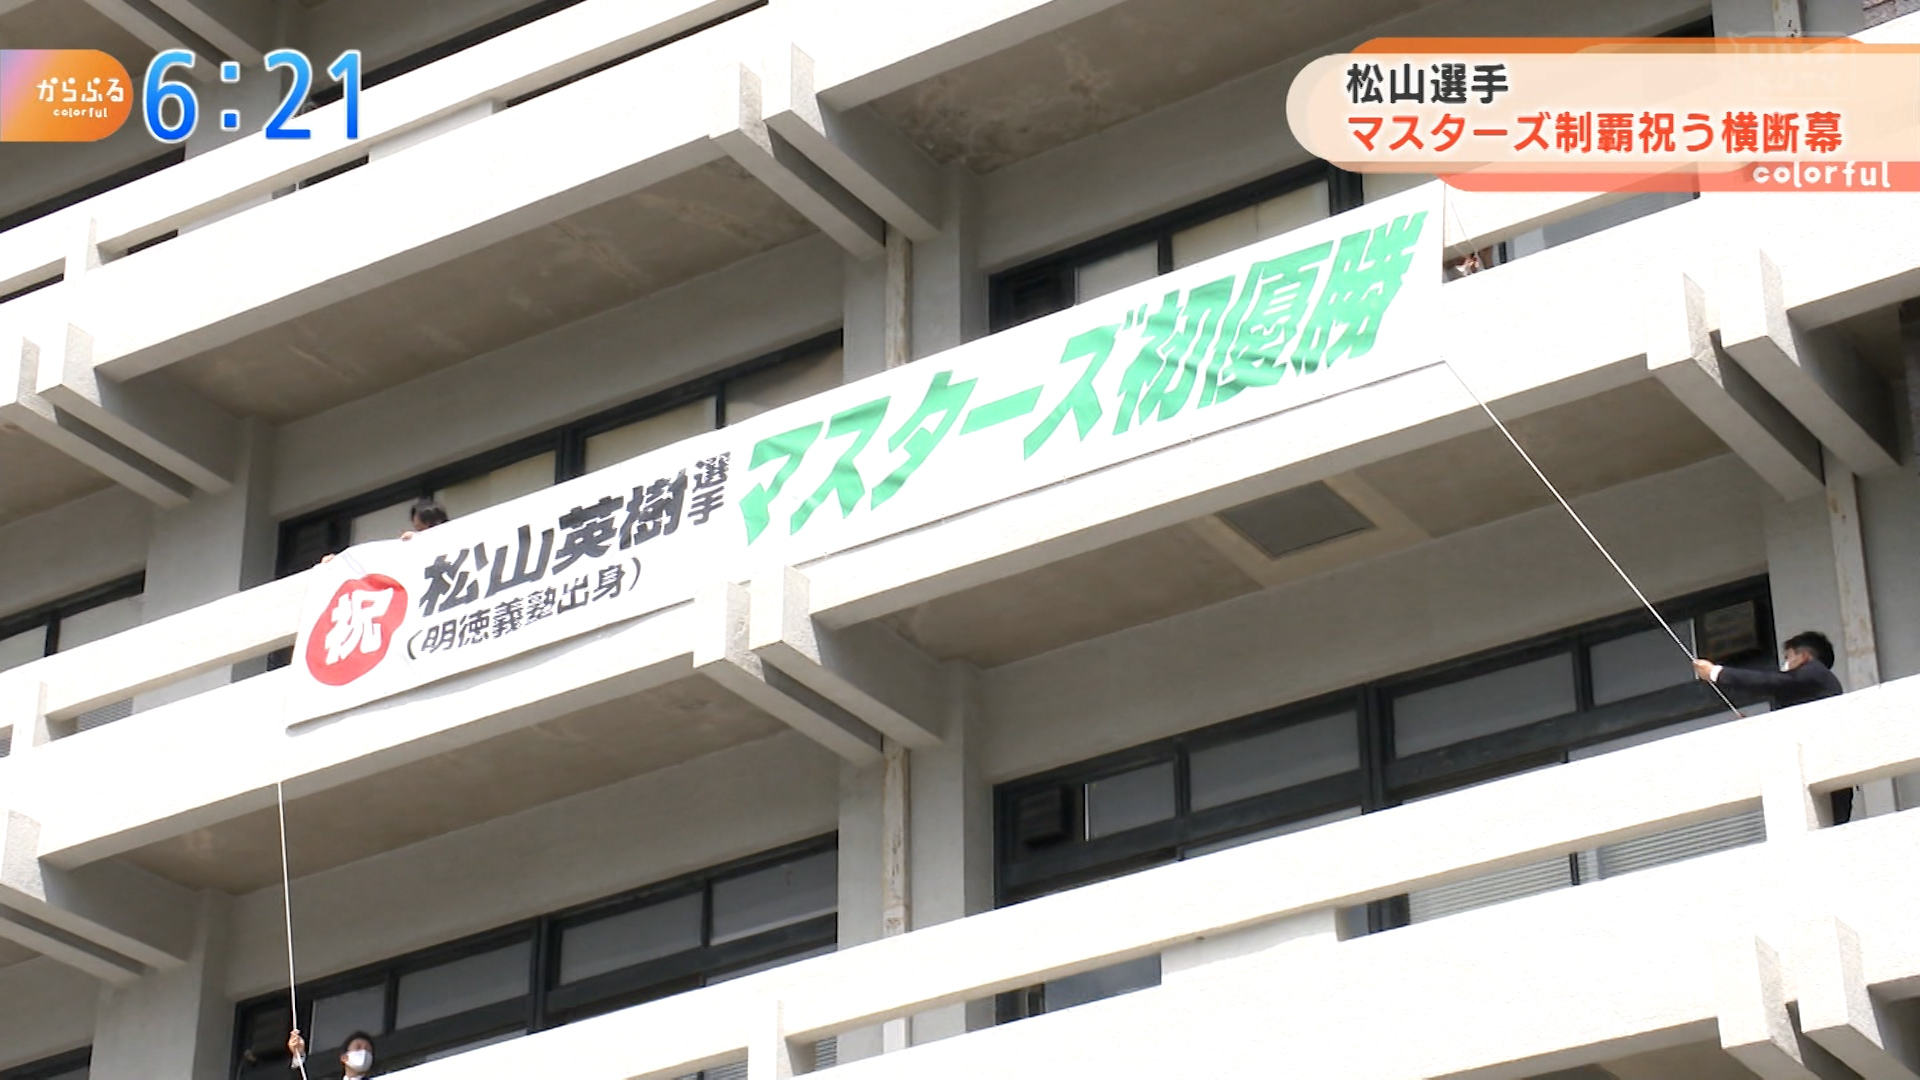 からふる
colorful
6:21
松山選手
マスターズ制覇祝う横断幕
colorful
祝
松山英樹選手
(明徳義塾出身)
マスターズ初優勝